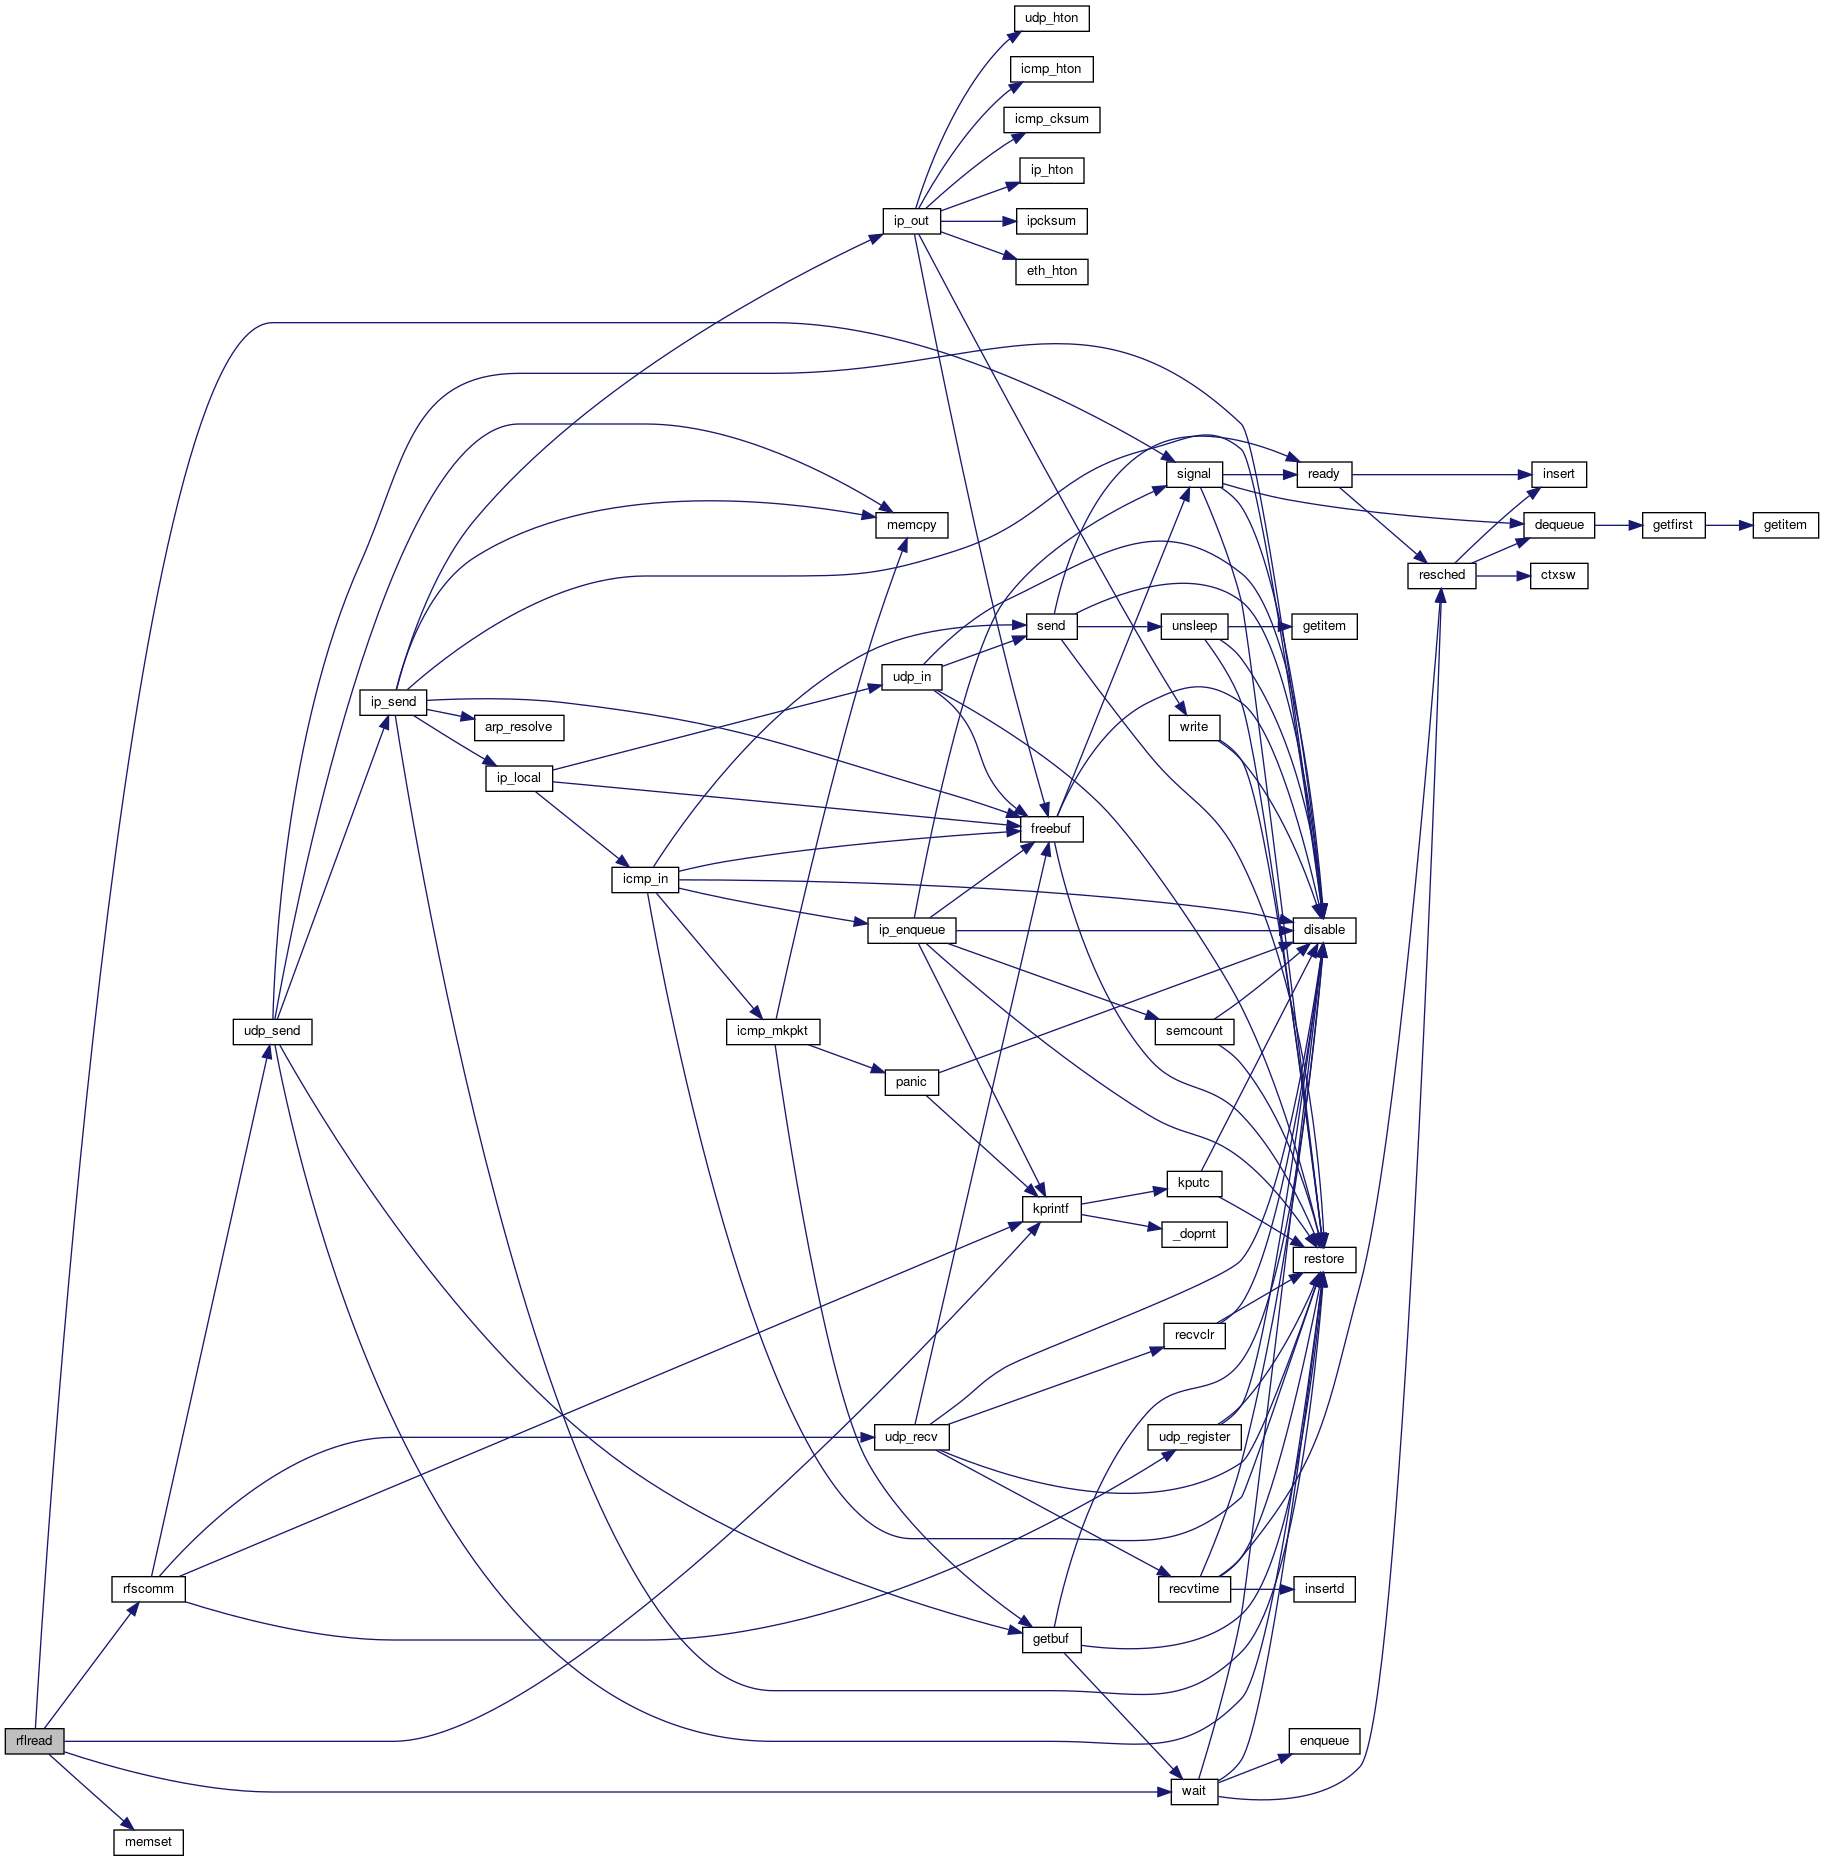 udp_hton
icmp_hton
icmp_cksum
ip_hton
ip_out
ipcksum
eth_hton
signal
ready
insert
memcpy
dequeue
getfirst
getitem
resched
ctxsw
send
unsleep
getitem
udp_in
ip_send
arp_resolve
write
ip_local
freebuf
icmp_in
ip_enqueue
disable
udp_send
icmp_mkpkt
semcount
panic
kputc
kprintf
_doprnt
restore
recvclr
udp_recv
udp_register
rfscomm
recvtime
insertd
getbuf
rflread
enqueue
wait
memset